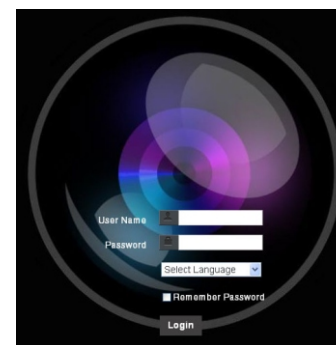 User Name
Password
Select Language
Remember Password
Login